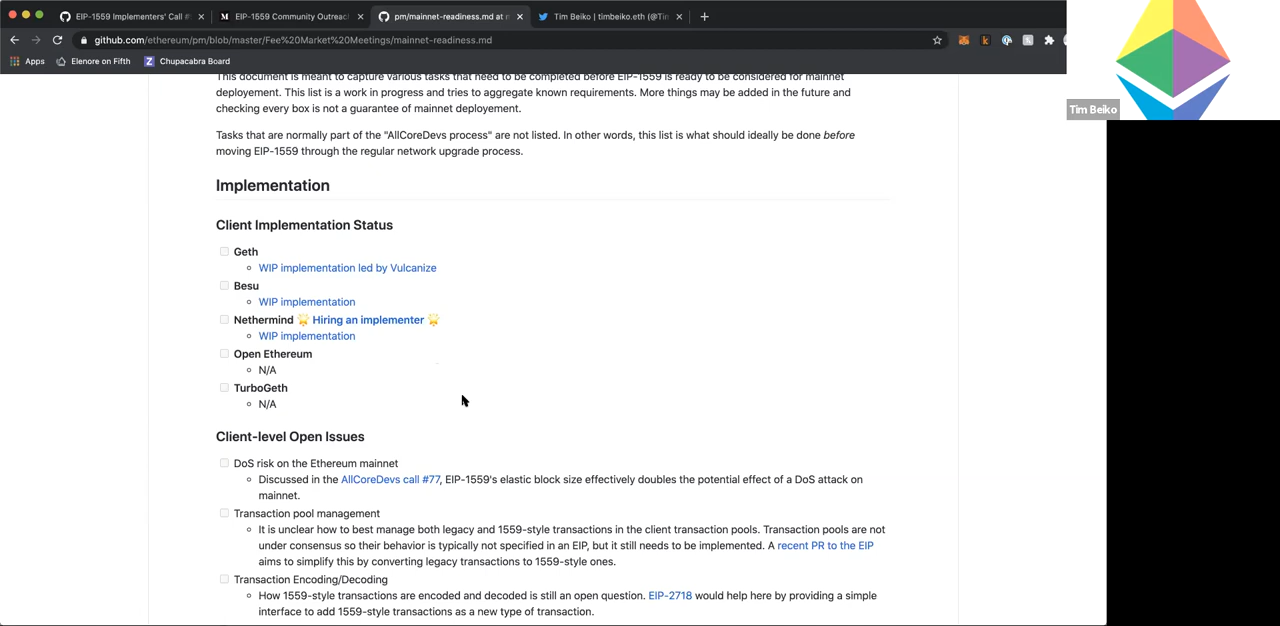 EIP-1559 Implementers' Call #
EIP-1559 Community Outreac
pm/mainnet-readiness.md at m
Tim Beiko | timbeiko.eth (@Tim
github.com/ethereum/pm/blob/master/Fee%20Market%20Meetings/mainnet-readiness.md
Apps
Elenore on Fifth
Chupacabra Board
This document is meant to capture various tasks that need to be completed before EIP-1559 is ready to be considered for mainnet
deployment. This list is a work in progress and tries to aggregate known requirements. More things may be added in the future and
checking every box is not a guarantee of mainnet deployment.
Tasks that are normally part of the "AllCoreDevs process" are not listed. In other words, this list is what should ideally be done before
moving EIP-1559 through the regular network upgrade process.
Implementation
Client Implementation Status
Geth
WIP implementation led by Vulcanize
Besu
WIP implementation
Nethermind 🌟 Hiring an implementer 🌟
WIP implementation
Open Ethereum
N/A
TurboGeth
N/A
Client-level Open Issues
DoS risk on the Ethereum mainnet
Discussed in the AllCoreDevs call #77, EIP-1559's elastic block size effectively doubles the potential effect of a DoS attack on
mainnet.
Transaction pool management
It is unclear how to best manage both legacy and 1559-style transactions in the client transaction pools. Transaction pools are not
under consensus so their behavior is typically not specified in an EIP, but it still needs to be implemented. A recent PR to the EIP
aims to simplify this by converting legacy transactions to 1559-style ones.
Transaction Encoding/Decoding
How 1559-style transactions are encoded and decoded is still an open question. EIP-2718 would help here by providing a simple
interface to add 1559-style transactions as a new type of transaction.
Tim Beiko